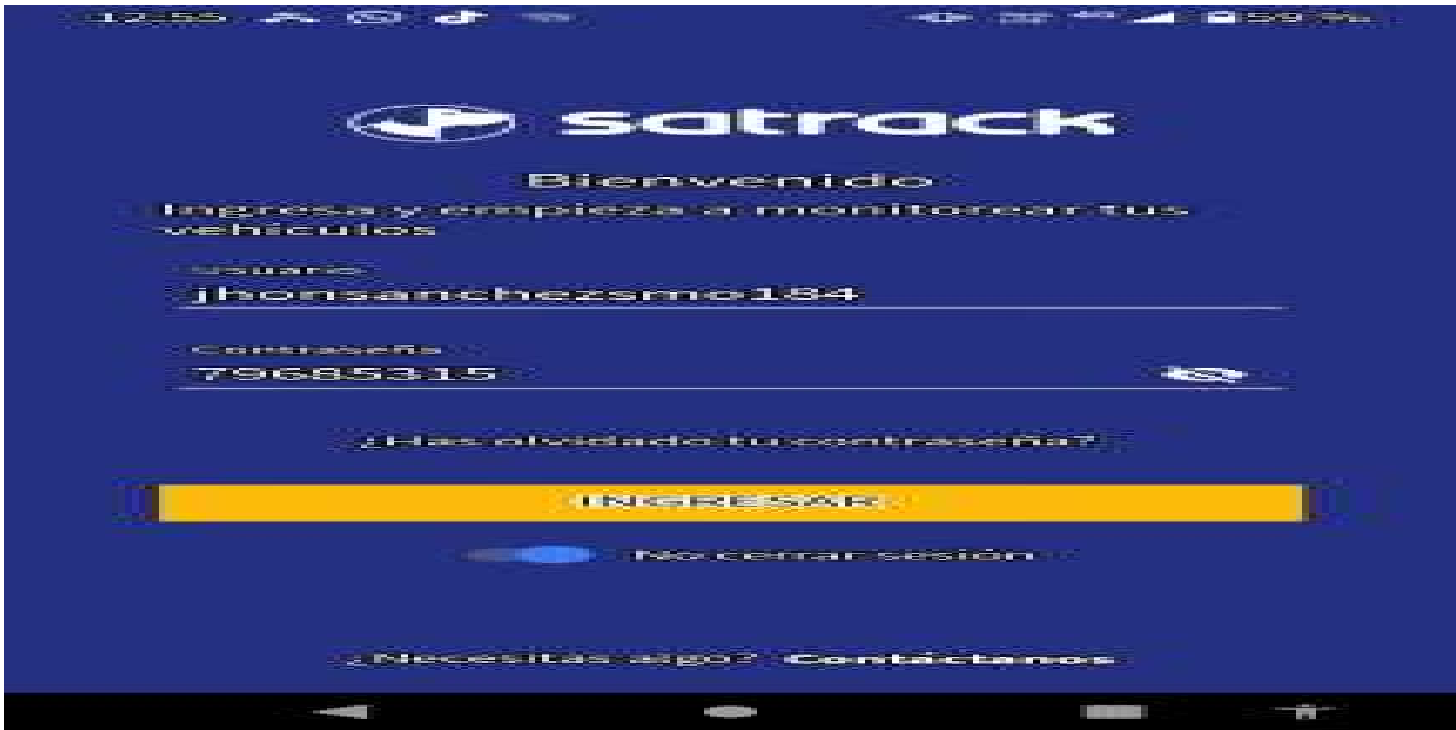 12:55 59 %
satrack
Bienvenido
Ingresa y empieza a monitorear tus
vehículos
Usuario
jhonsanchezsmo184
Contraseña
79685315
¿Has olvidado tu contraseña?
INGRESAR
No cerrar sesión
¿Necesitas algo? Contáctanos